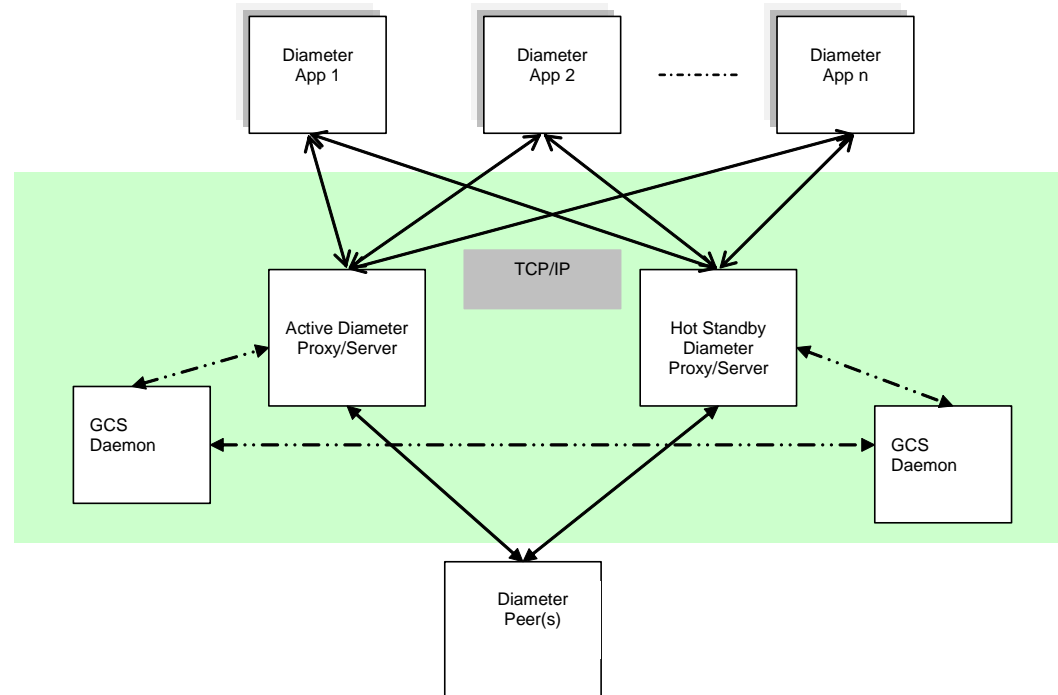 Diameter
App 1
Diameter
App 2
Diameter
App n
TCP/IP
Active Diameter
Proxy/Server
Hot Standby
Diameter
Proxy/Server
GCS
Daemon
GCS
Daemon
Diameter
Peer(s)